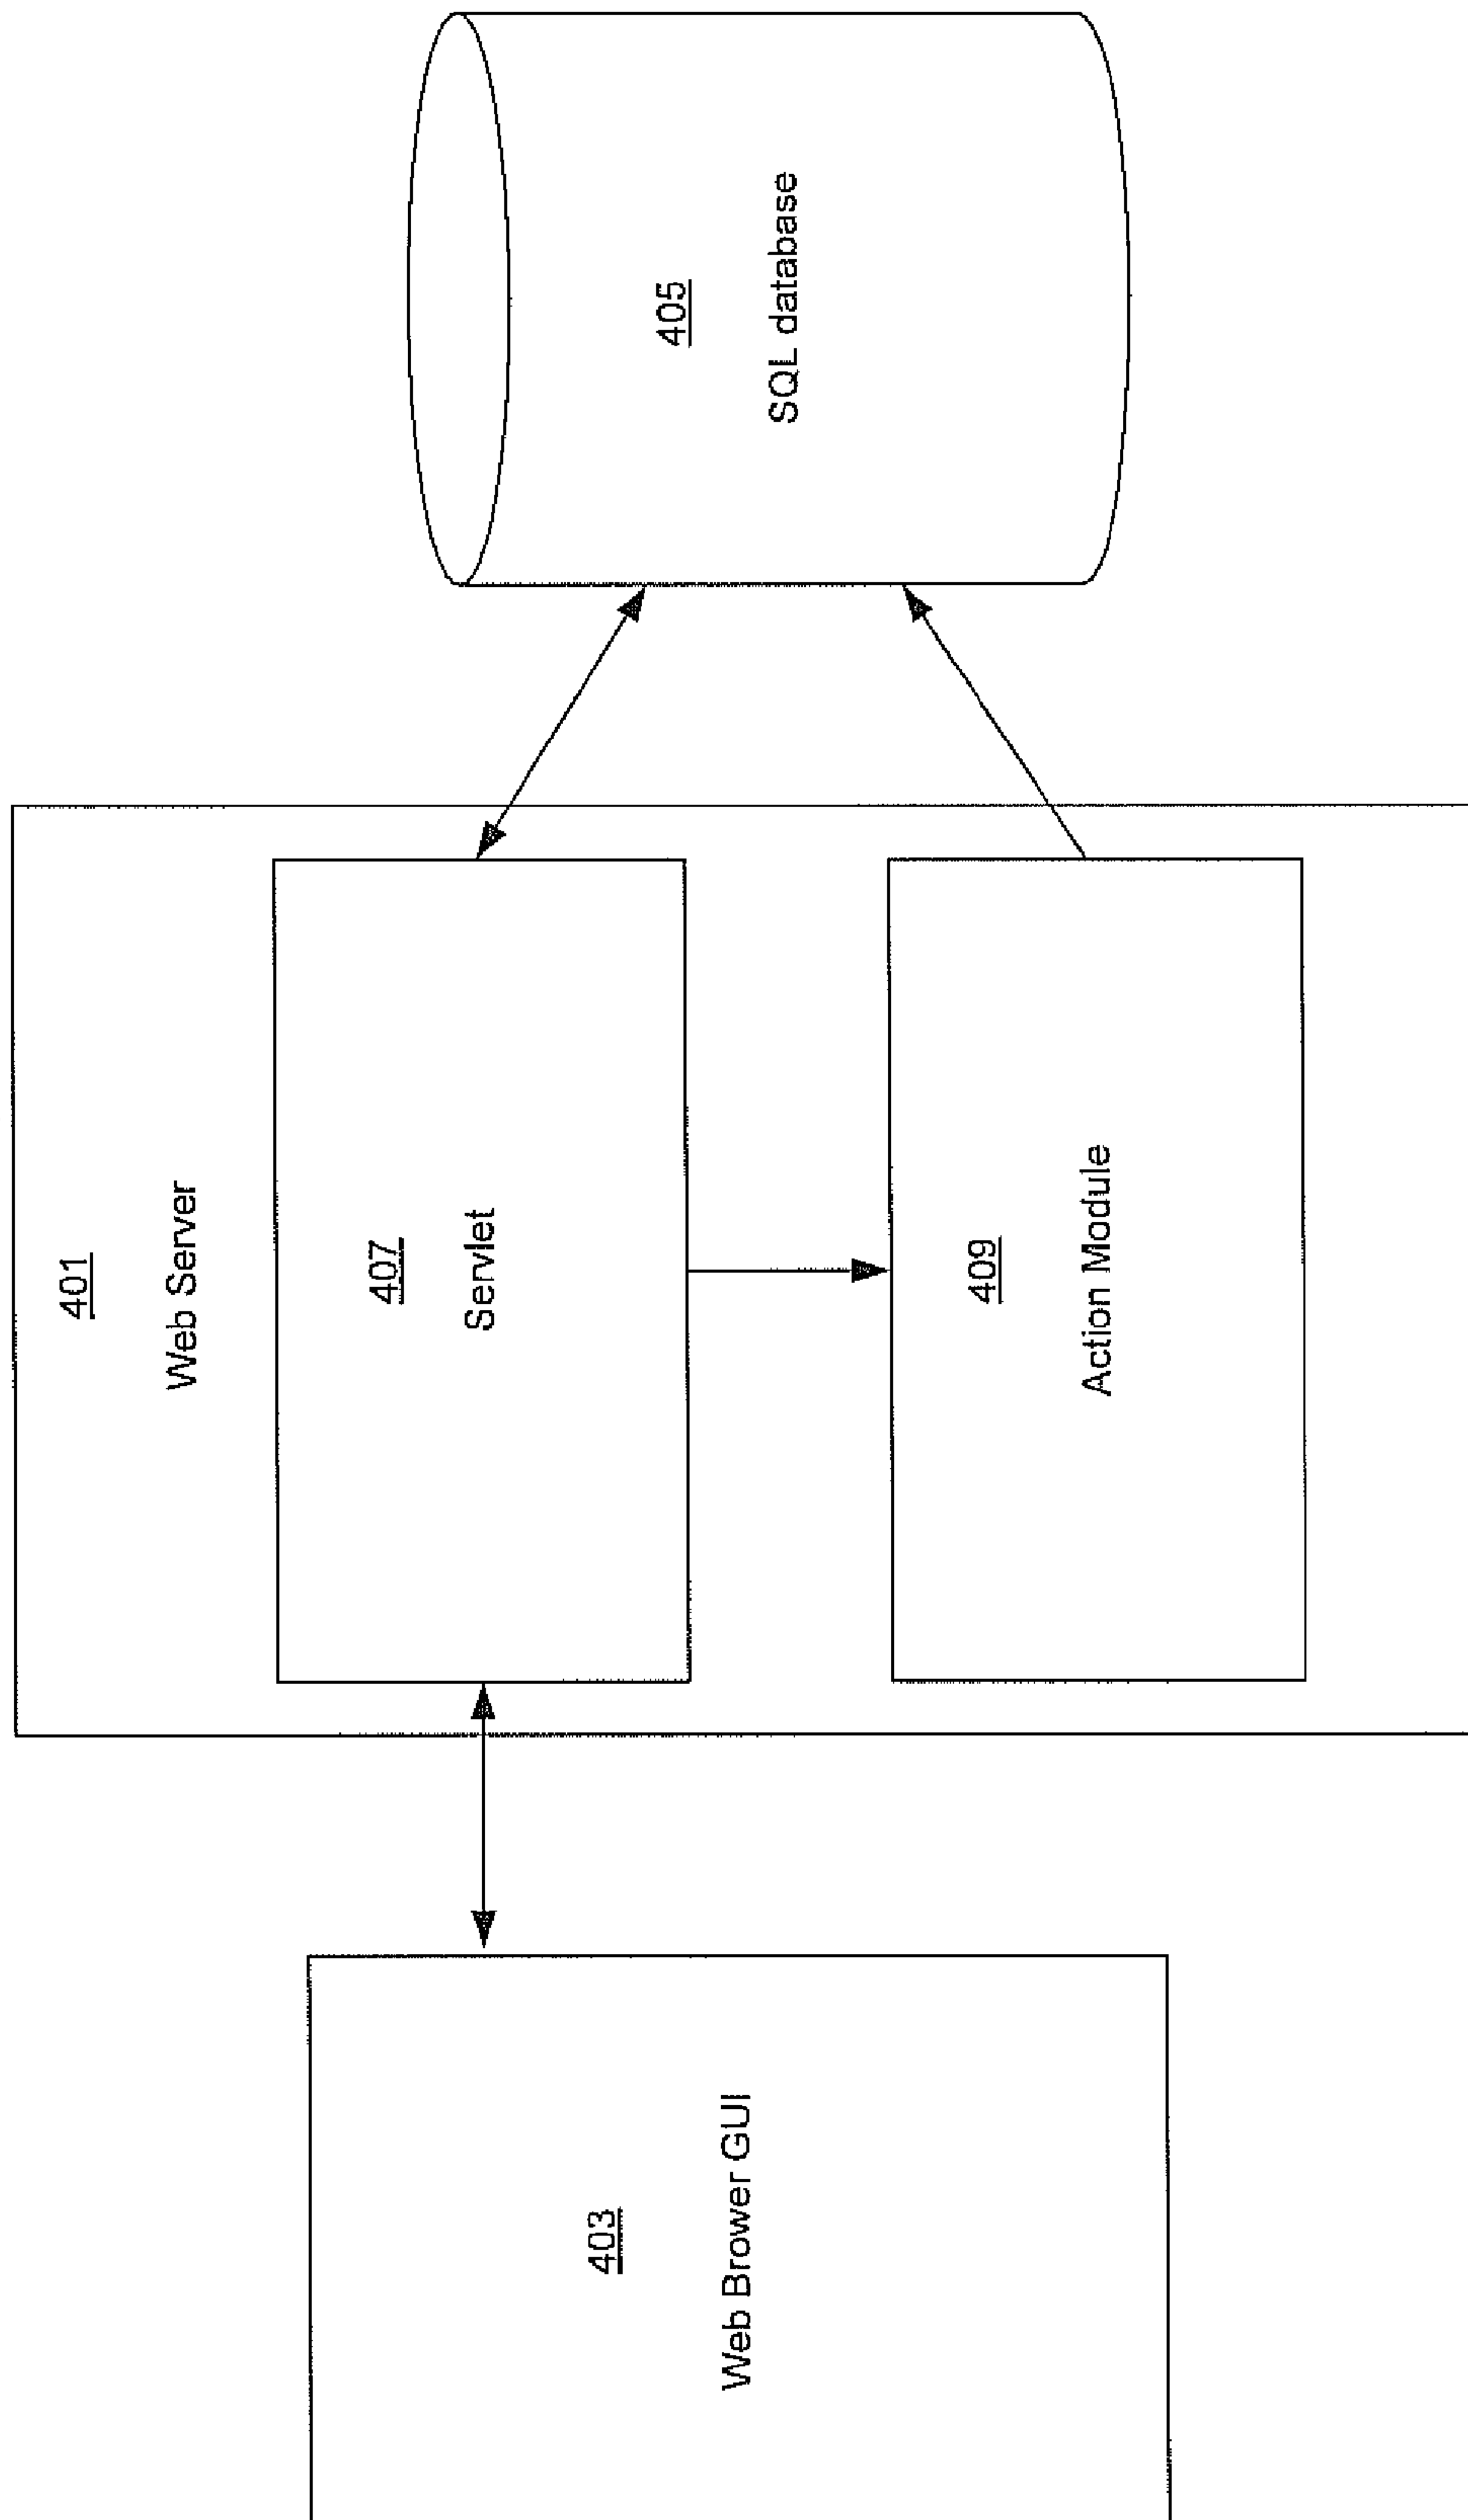 403
Web Brower GUI
401
Web Server
407
Servlet
409
Action Module
405
SQL database